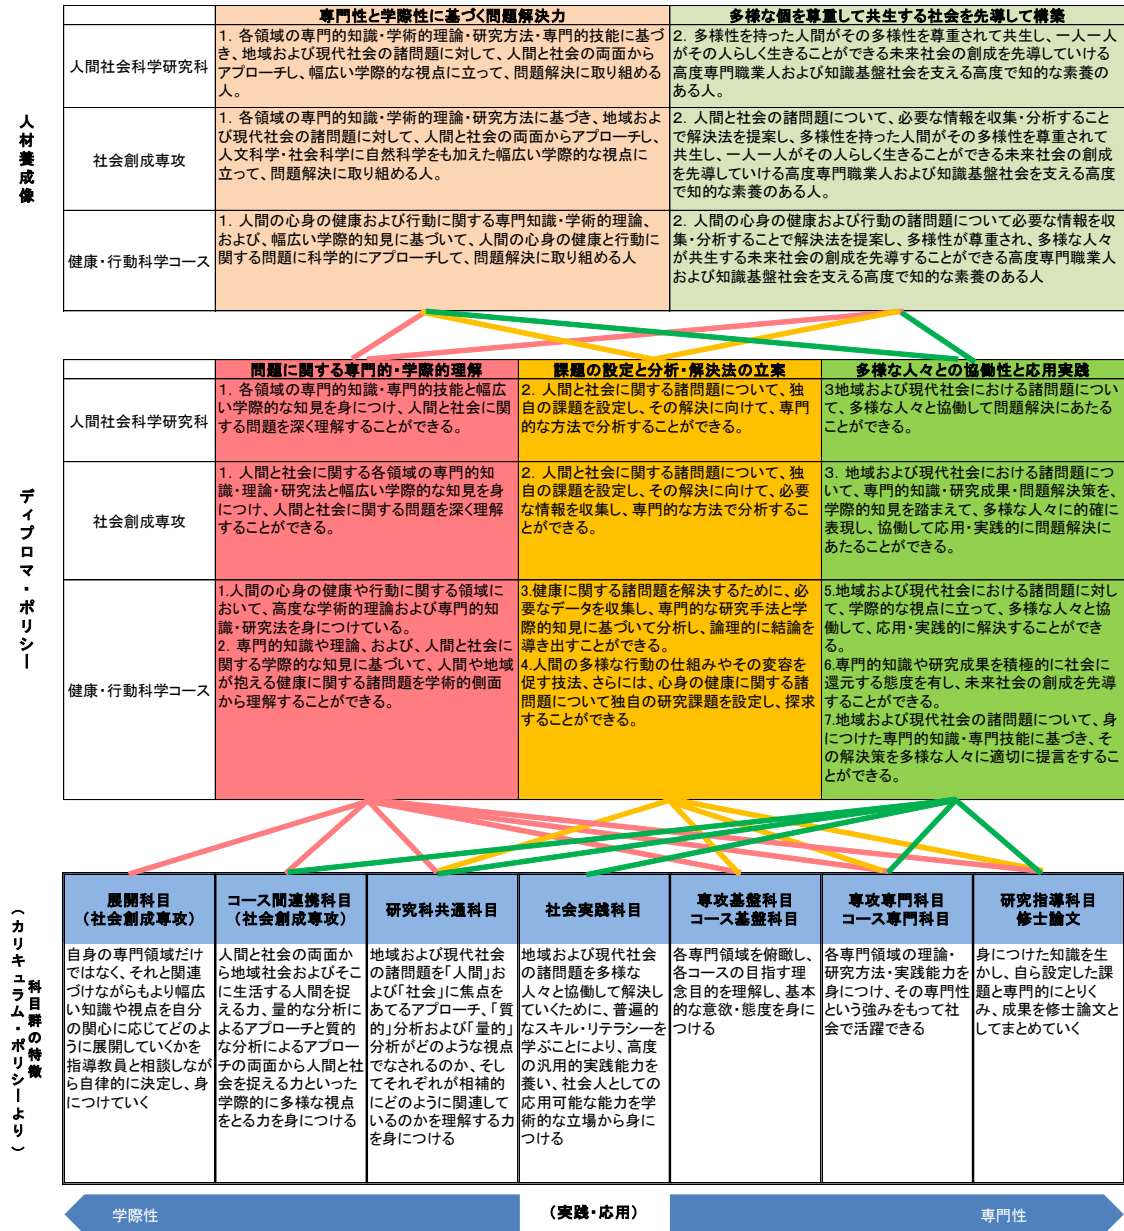 専門性と学際性に基づく問題解決力
多様な個を尊重して共生する社会を先導して構築
人材養成像
人間社会科学研究科
1. 各領域の専門的知識・学術的理論・研究方法・専門的技能に基づ
き、地域および現代社会の諸問題に対して、人間と社会の両面から
アプローチし、幅広い学際的な視点に立って、問題解決に取り組める
人。
2. 多様性を持った人間がその多様性を尊重されて共生し、一人一人
がその人らしく生きることができる未来社会の創成を先導していける
高度専門職業人および知識基盤社会を支える高度で知的な素養の
ある人。
社会創成専攻
1. 各領域の専門的知識・学術的理論・研究方法に基づき、地域およ
び現代社会の諸問題に対して、人間と社会の両面からアプローチし、
人文科学・社会科学に自然科学をも加えた幅広い学際的な視点に
立って、問題解決に取り組める人。
2. 人間と社会の諸問題について、必要な情報を収集・分析すること
で解決法を提案し、多様性を持った人間がその多様性を尊重されて
共生し、一人一人がその人らしく生きることができる未来社会の創成
を先導していける高度専門職業人および知識基盤社会を支える高度
で知的な素養のある人。
健康・行動科学コース
1. 人間の心身の健康および行動に関する専門知識・学術的理論、
および、幅広い学際的知見に基づいて、人間の心身の健康と行動に
関する問題に科学的にアプローチして、問題解決に取り組める人
2. 人間の心身の健康および行動の諸問題について必要な情報を収
集・分析することで解決法を提案し、多様性が尊重され、多様な人々
が共生する未来社会の創成を先導することができる高度専門職業人
および知識基盤社会を支える高度で知的な素養のある人
問題に関する専門的・学際的理解
課題の設定と分析・解決法の立案
多様な人々との協働性と応用実践
ディプロマ・ポリシー
人間社会科学研究科
1. 各領域の専門的知識・専門的技能と幅広
い学際的な知見を身につけ、人間と社会に関
する問題を深く理解することができる。
2. 人間と社会に関する諸問題について、独
自の課題を設定し、その解決に向けて、専門
的な方法で分析することができる。
3地域および現代社会における諸問題につい
て、多様な人々と協働して問題解決にあたる
ことができる。
社会創成専攻
1. 人間と社会に関する各領域の専門的知
識・理論・研究法と幅広い学際的な知見を身
につけ、人間と社会に関する問題を深く理解
することができる。
2. 人間と社会に関する諸問題について、独
自の課題を設定し、その解決に向けて、必要
な情報を収集し、専門的な方法で分析するこ
とができる。
3. 地域および現代社会における諸問題につ
いて、専門的知識・研究成果・問題解決策を、
学際的知見を踏まえて、多様な人々に的確に
表現し、協働して応用・実践的に問題解決に
あたることができる。
健康・行動科学コース
1.人間の心身の健康や行動に関する領域に
おいて、高度な学術的理論および専門的知
識・研究法を身につけている。
2. 専門的知識や理論、および、人間と社会に
関する学際的な知見に基づいて、人間や地域
が抱える健康に関する諸問題を学術的側面
から理解することができる。
3.健康に関する諸問題を解決するために、必
要なデータを収集し、専門的な研究手法と学
際的知見に基づいて分析し、論理的に結論を
導き出すことができる。
4.人間の多様な行動の仕組みやその変容を
促す技法、さらには、心身の健康に関する諸
問題について独自の研究課題を設定し、探求
することができる。
5.地域および現代社会における諸問題に対し
て、学際的な視点に立って、多様な人々と協
働して、応用・実践的に解決することができ
る。
6.専門的知識や研究成果を積極的に社会に
還元する態度を有し、未来社会の創成を先導
することができる。
7.地域および現代社会の諸問題について、身
につけた専門的知識・専門技能に基づき、そ
の解決策を多様な人々に適切に提言をするこ
とができる。
科目群の特徴
(カリキュラム・ポリシーより)
展開科目
(社会創成専攻)
自身の専門領域だけ
ではなく、それと関連
づけながらもより幅広
い知識や視点を自分
の関心に応じてどのよ
うに展開していくかを
指導教員と相談しなが
ら自律的に決定し、身
につけていく
コース間連携科目
(社会創成専攻)
人間と社会の両面か
ら地域社会およびそこ
に生活する人間を捉
える力、量的な分析に
よるアプローチと質的
な分析によるアプロー
チの両面から人間と社
会を捉える力といった
学際的に多様な視点
をとる力を身につける
研究科共通科目
地域および現代社会
の諸問題を「人間」お
よび「社会」に焦点を
あてるアプローチ、「質
的」分析および「量的」
分析がどのような視点
でなされるのか、そし
てそれぞれが相補的
にどのように関連して
いるのかを理解する力
を身につける
社会実践科目
地域および現代社会
の諸問題を多様な
人々と協働して解決し
ていくために、普遍的
なスキル・リテラシーを
学ぶことにより、高度
の汎用的実践能力を
養い、社会人としての
応用可能な能力を学
術的な立場から身に
つける
専攻基盤科目
コース基盤科目
各専門領域を俯瞰し、
各コースの目指す理
念目的を理解し、基本
的な意欲・態度を身に
つける
専攻専門科目
コース専門科目
各専門領域の理論・
研究方法・実践能力を
身につけ、その専門性
という強みをもって社
会で活躍できる
研究指導科目
修士論文
身につけた知識を生
かし、自ら設定した課
題と専門的にとりく
み、成果を修士論文と
してまとめていく
学際性
(実践・応用)
専門性